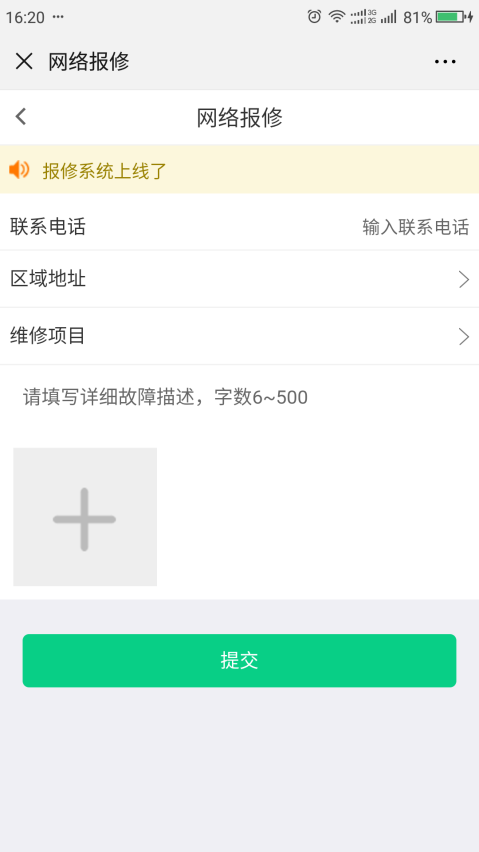 16:20 ··· 3G 2G 81%
网络报修 ···
网络报修
报修系统上线了
联系电话 输入联系电话
区域地址
维修项目
请填写详细故障描述，字数6~500
提交